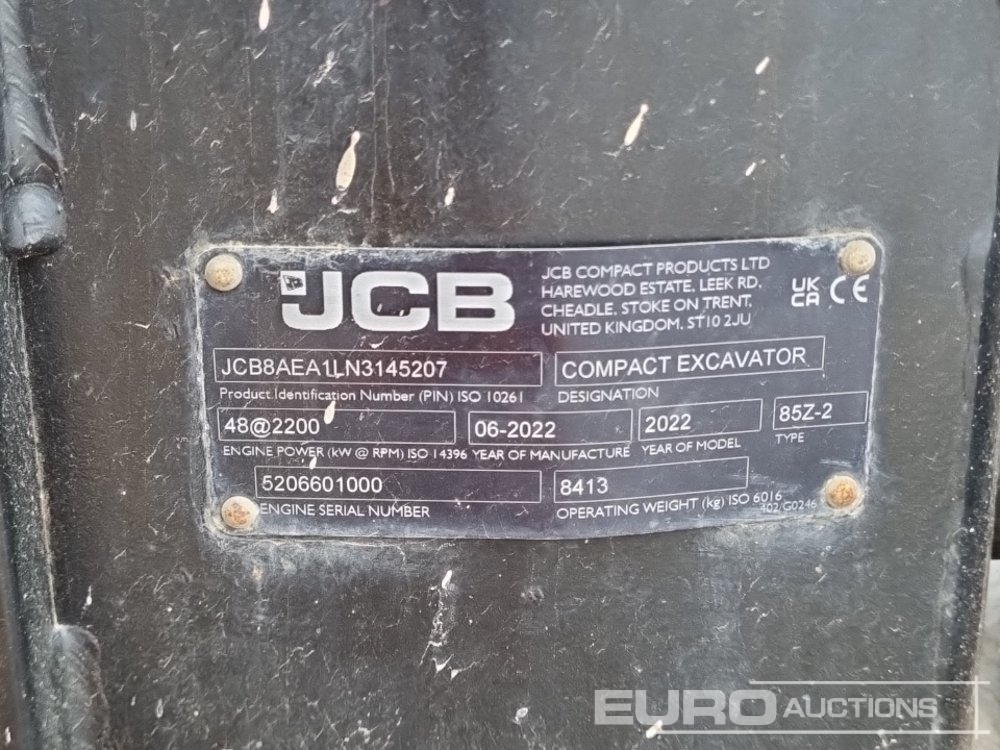 JCB
JCB COMPACT PRODUCTS LTD
HAREWOOD ESTATE, LEEK RD,
CHEADLE, STOKE ON TRENT,
UNITED KINGDOM, ST10 2JU
UK
CA CE
JCB8AEA1LN3145207
Product Identification Number (PIN) ISO 10261
COMPACT EXCAVATOR
DESIGNATION
48@2200
ENGINE POWER (kW @ RPM) ISO 14396
06-2022
YEAR OF MANUFACTURE
2022
YEAR OF MODEL
85Z-2
TYPE
5206601000
ENGINE SERIAL NUMBER
8413
OPERATING WEIGHT (kg) ISO 6016
402/G0246
EURO AUCTIONS